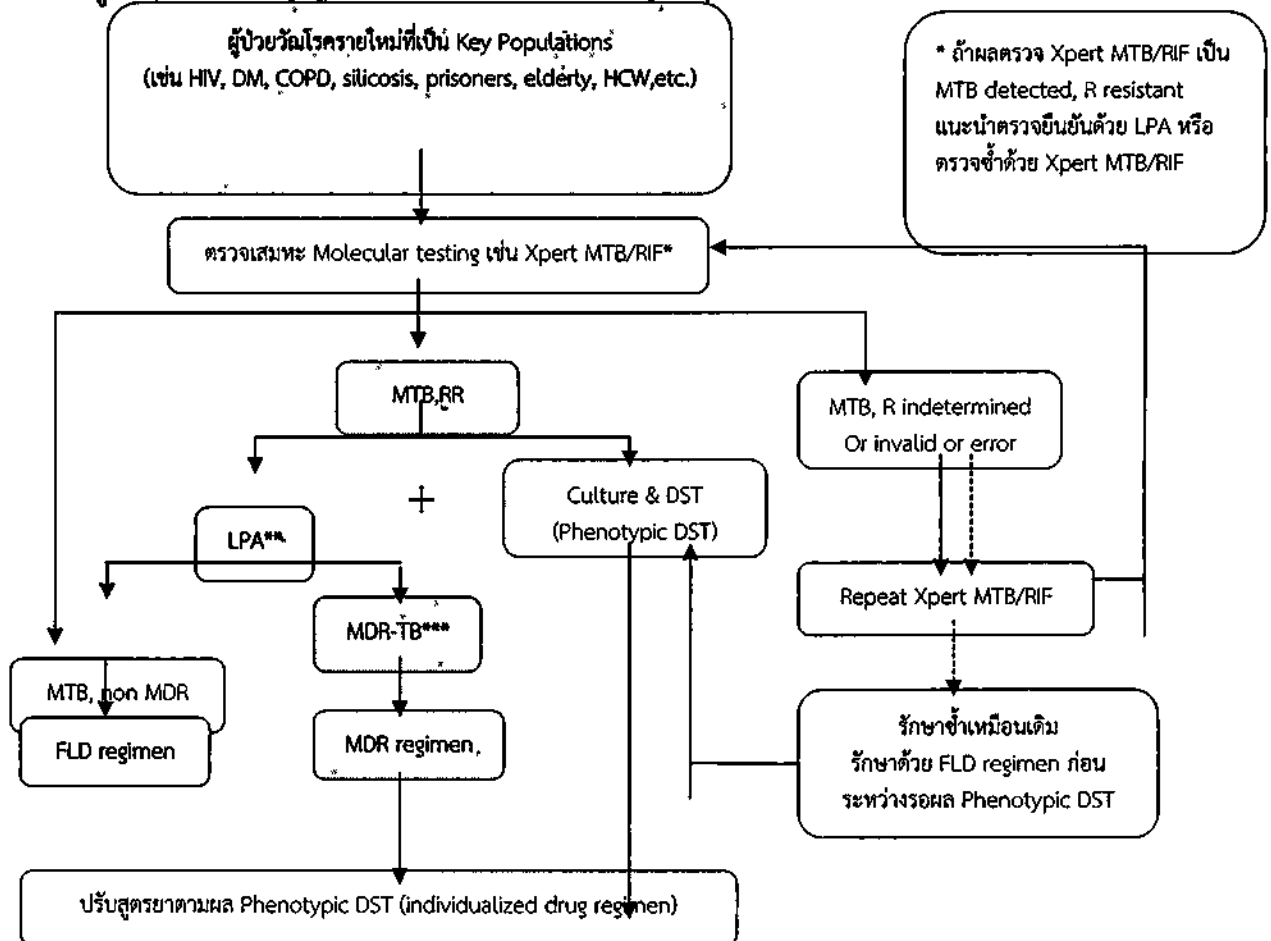 ผู้ป่วยวัณโรครายใหม่ที่เป็น Key Populations
(เช่น HIV, DM, COPD, silicosis, prisoners, elderly, HCW,etc.)
* ถ้าผลตรวจ Xpert MTB/RIF เป็น
MTB detected, R resistant
แนะนำตรวจยืนยันด้วย LPA หรือ
ตรวจซ้ำด้วย Xpert MTB/RIF
ตรวจเสมหะ Molecular testing เช่น Xpert MTB/RIF*
MTB,RR
MTB, R indetermined
Or invalid or error
+
Culture & DST
(Phenotypic DST)
LPA**
Repeat Xpert MTB/RIF
MDR-TB***
MTB, non MDR
FLD regimen
MDR regimen
รักษาซ้ำเหมือนเดิม
รักษาด้วย FLD regimen ก่อน
ระหว่างรอผล Phenotypic DST
ปรับสูตรยาตามผล Phenotypic DST (individualized drug regimen)